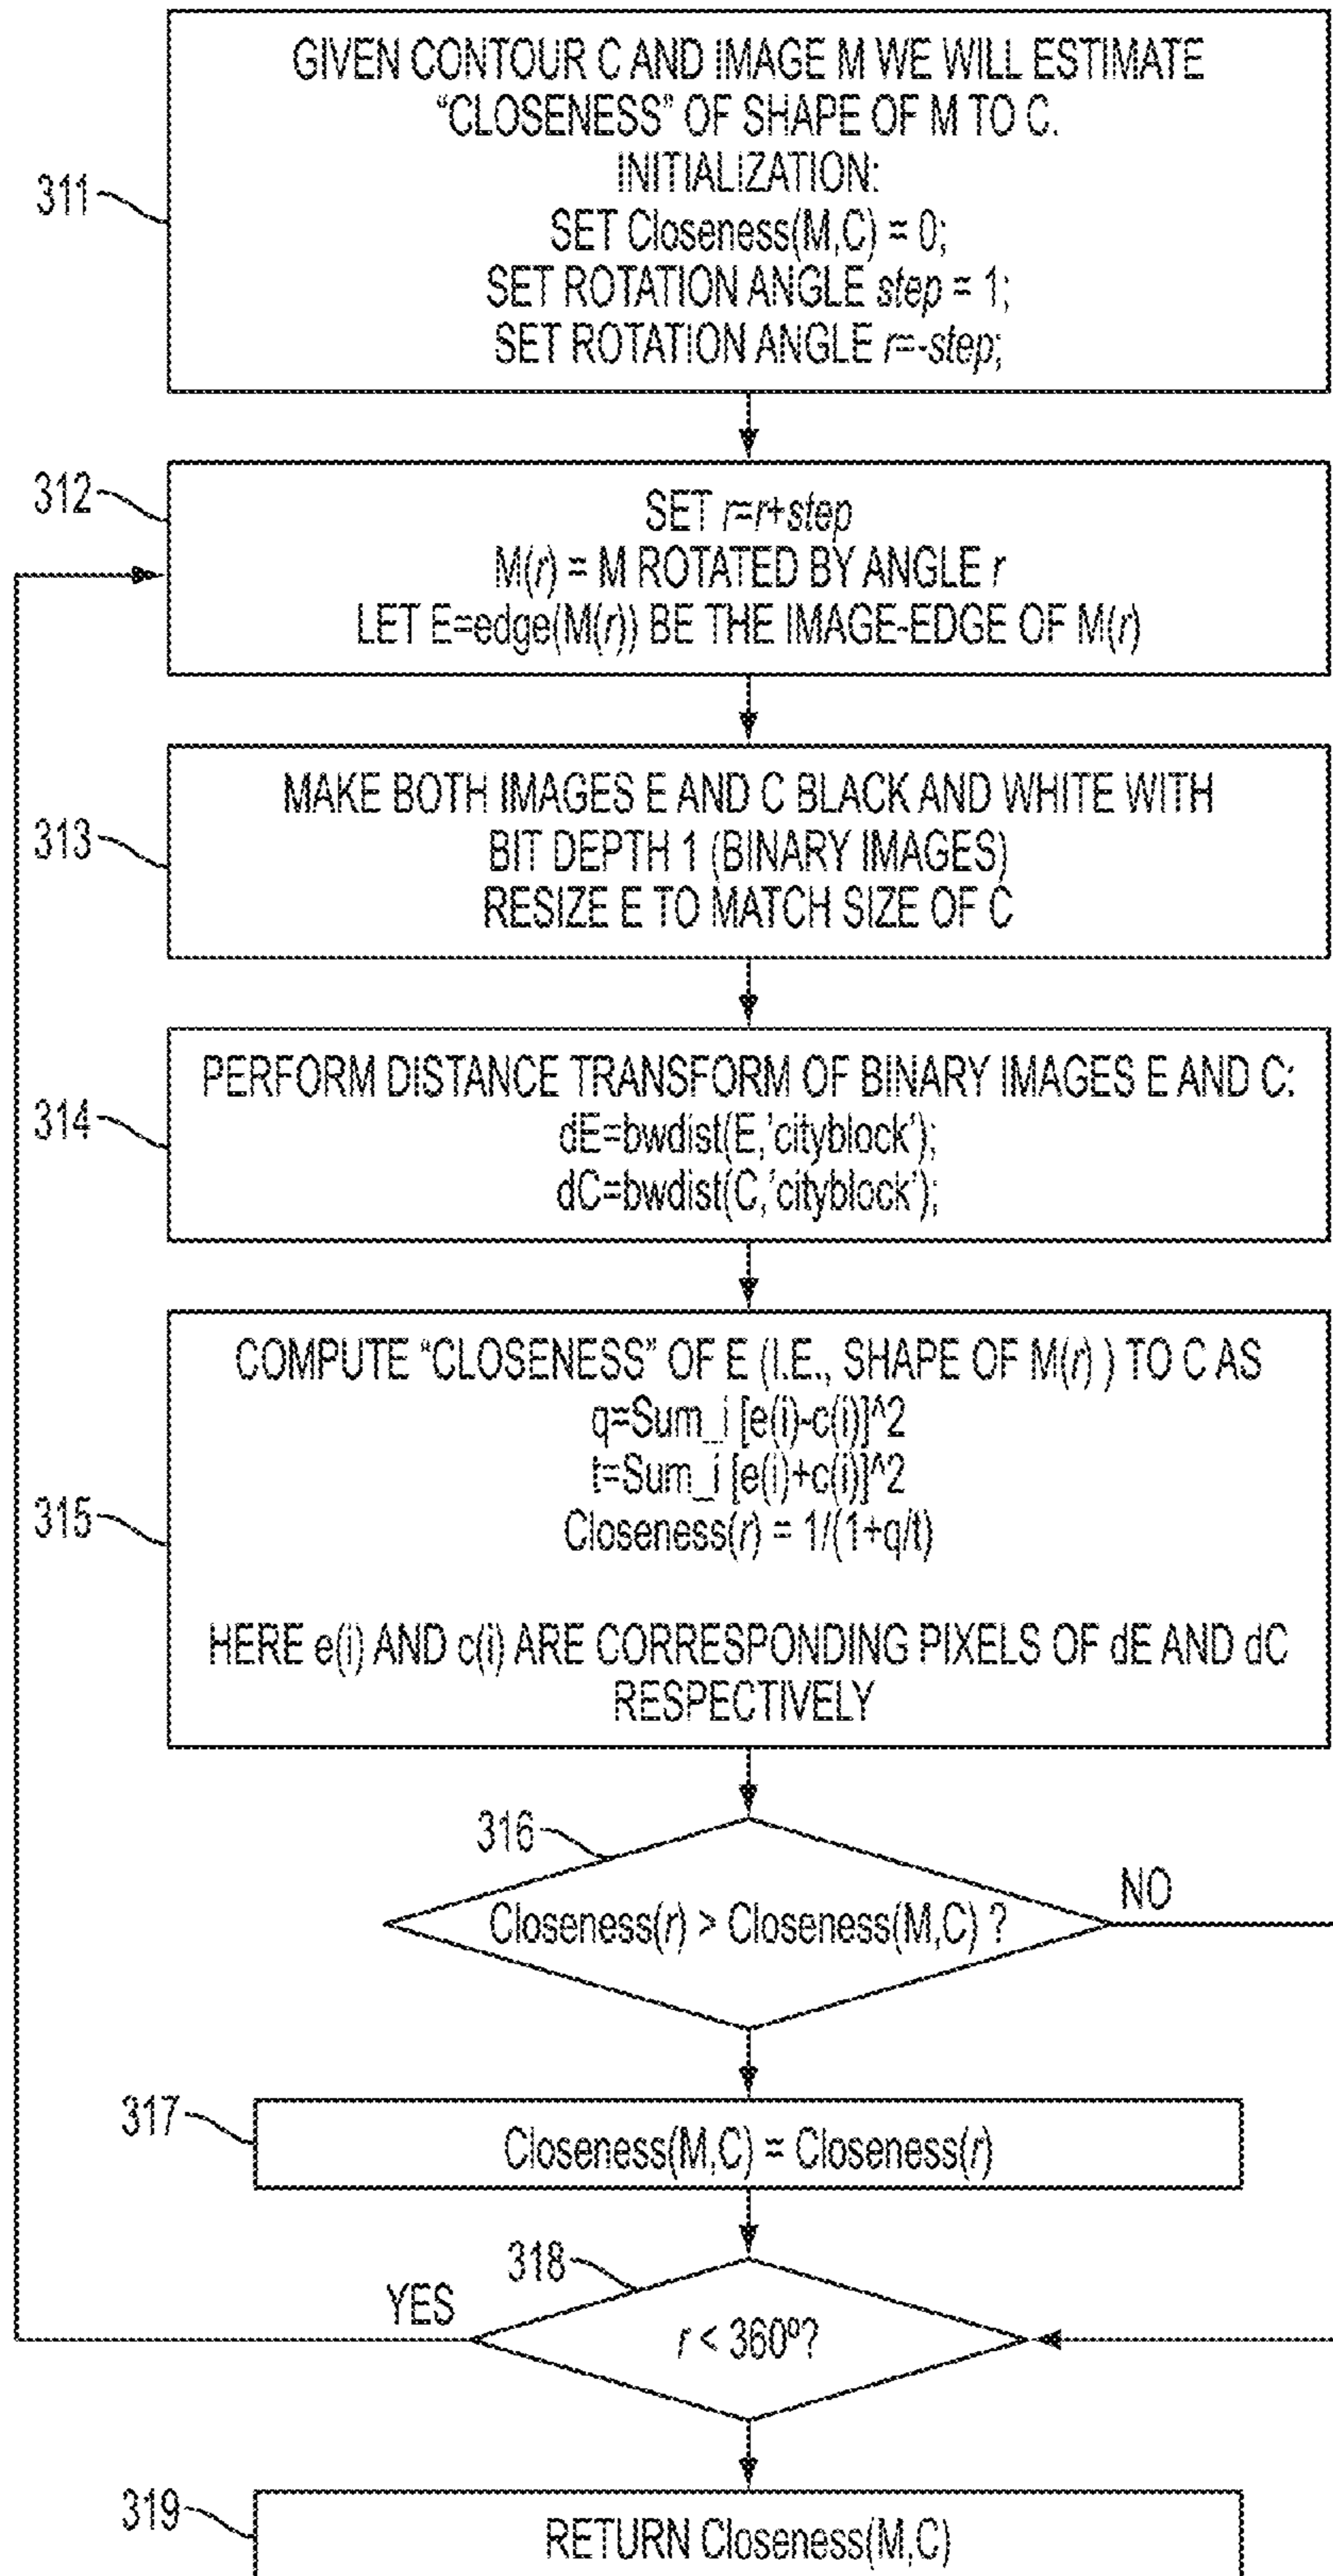 GIVEN CONTOUR C AND IMAGE M WE WILL ESTIMATE
"CLOSENESS" OF SHAPE OF M TO C.
INITIALIZATION:
SET Closeness(M,C) = 0;
SET ROTATION ANGLE step = 1;
SET ROTATION ANGLE r=-step;
311
312
SET r=r+step
M(r) = M ROTATED BY ANGLE r
LET E=edge(M(r)) BE THE IMAGE-EDGE OF M(r)
313
MAKE BOTH IMAGES E AND C BLACK AND WHITE WITH
BIT DEPTH 1 (BINARY IMAGES)
RESIZE E TO MATCH SIZE OF C
314
PERFORM DISTANCE TRANSFORM OF BINARY IMAGES E AND C:
dE=bwdist(E,'cityblock');
dC=bwdist(C,'cityblock');
315
COMPUTE "CLOSENESS" OF E (I.E., SHAPE OF M(r) ) TO C AS
q=Sum_i [e(i)-c(i)]^2
t=Sum_i [e(i)+c(i)]^2
Closeness(r) = 1/(1+q/t)
HERE e(i) AND c(i) ARE CORRESPONDING PIXELS OF dE AND dC
RESPECTIVELY
316
Closeness(r) > Closeness(M,C) ?
NO
317
Closeness(M,C) = Closeness(r)
318
YES
r < 360º?
319
RETURN Closeness(M,C)